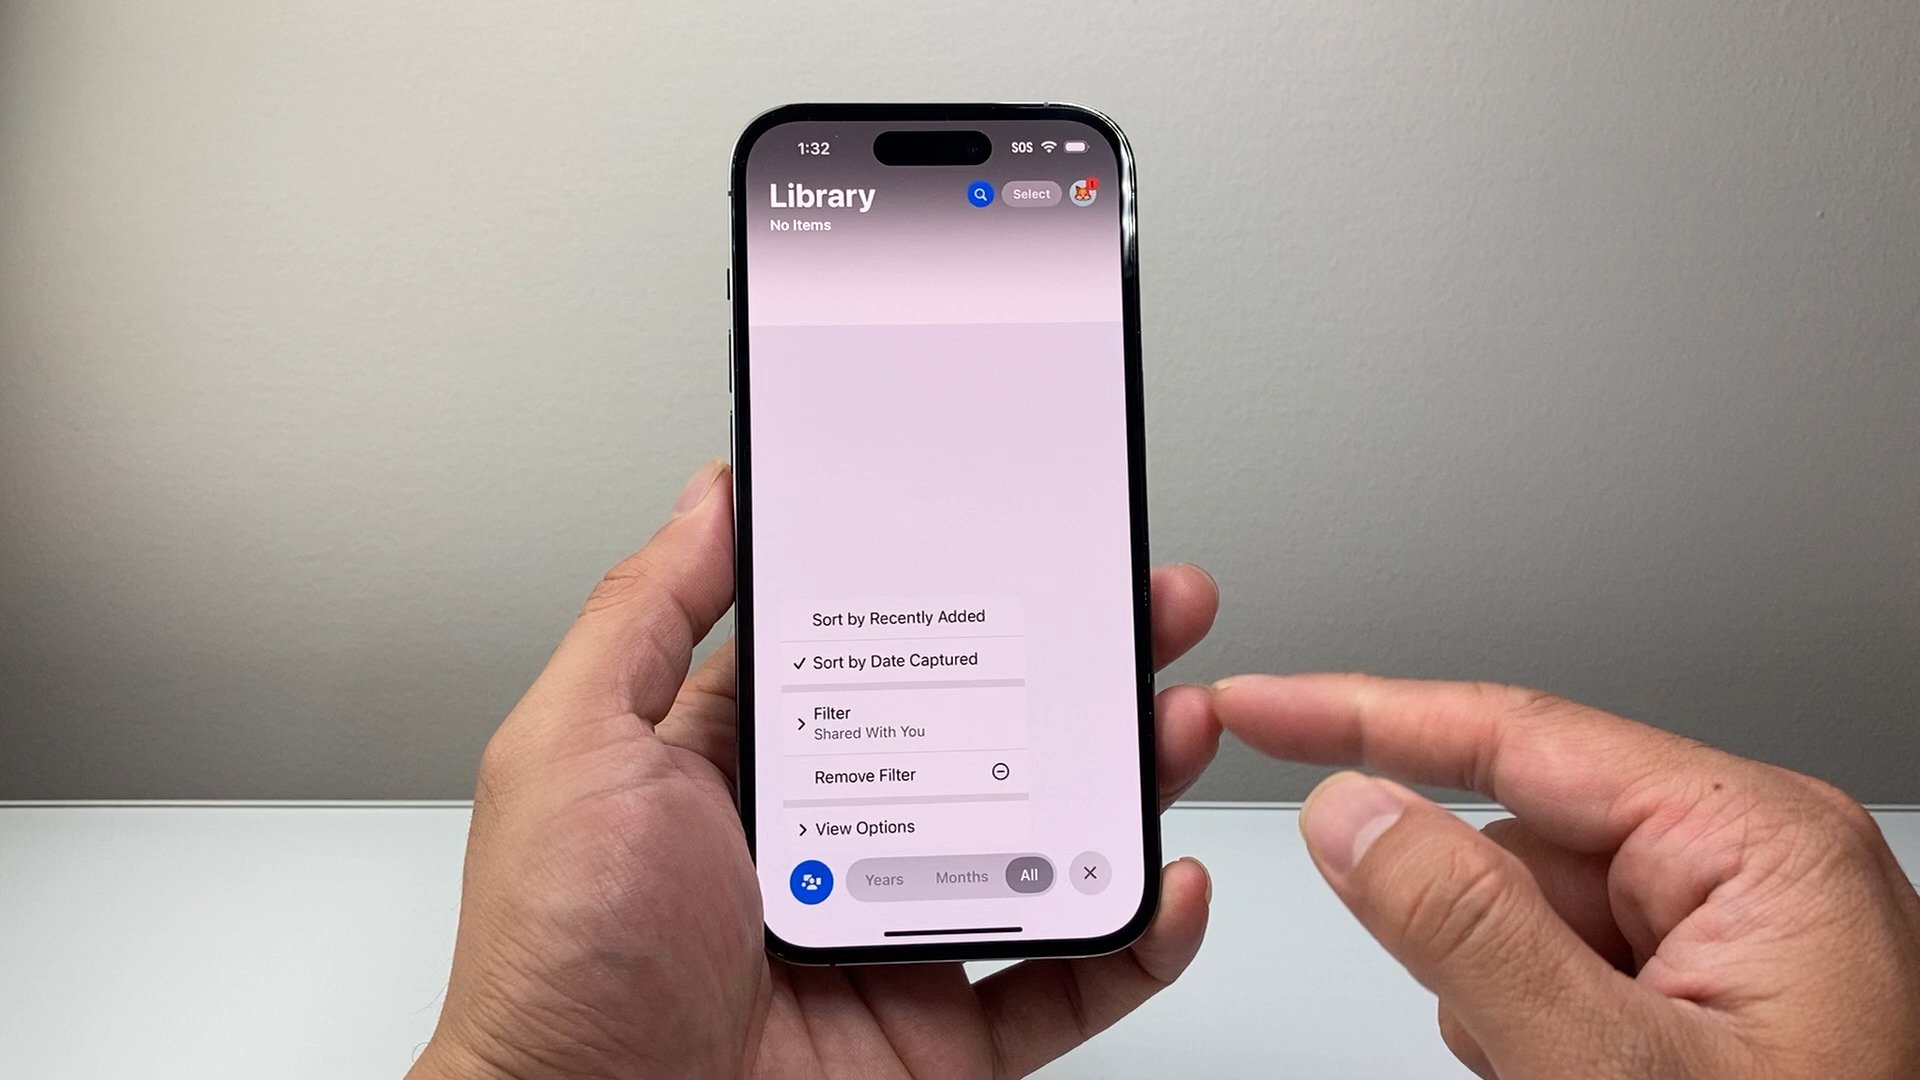 1:32
SOS
Library
Select
No Items
Sort by Recently Added
Sort by Date Captured
Filter
Shared With You
Remove Filter
View Options
Years Months All